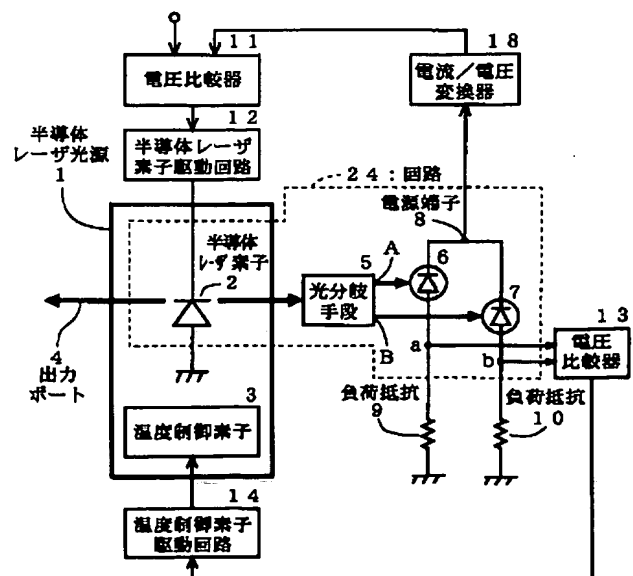 11
電圧比較器
18
電流／電圧
変換器
12
半導体レーザ
素子駆動回路
半導体
レーザ光源
1
24：回路
電源端子
8
半導体
レーザ素子
2
5
光分岐
手段
A
B
6
7
a
b
13
電圧
比較器
4
出力
ポート
3
温度制御素子
負荷抵抗
9
負荷抵抗
10
14
温度制御素子
駆動回路